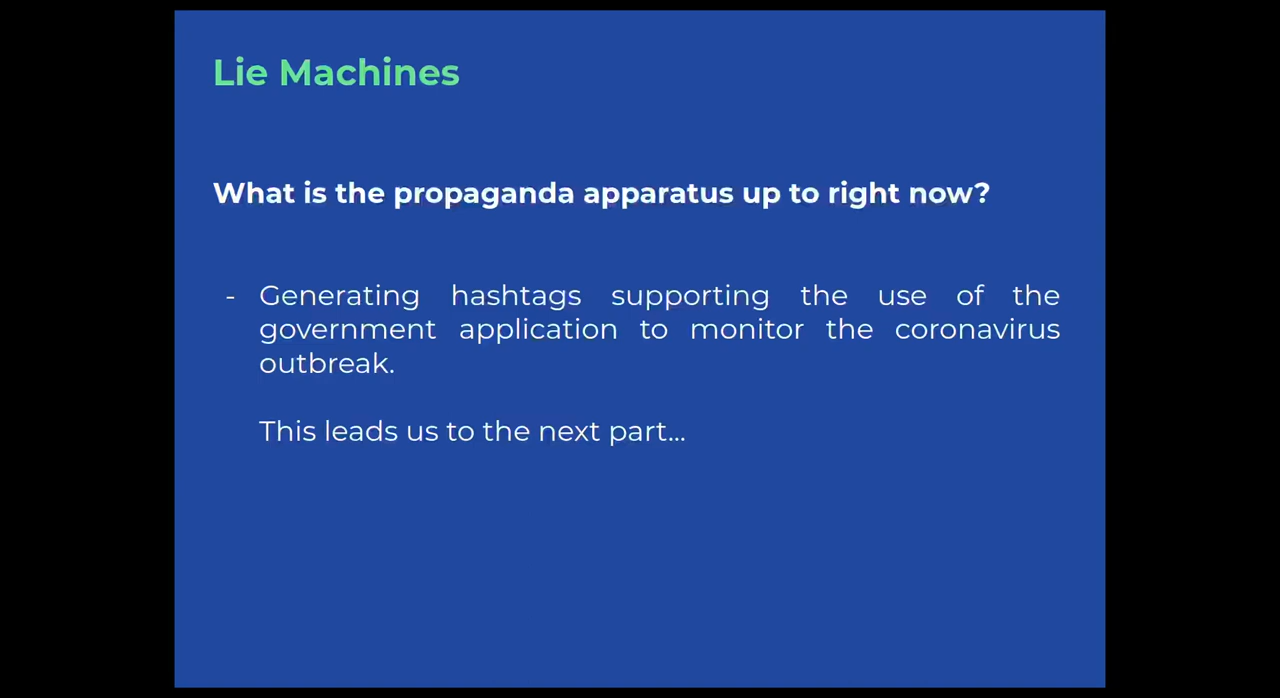 Lie Machines
What is the propaganda apparatus up to right now?
- Generating hashtags supporting the use of the
government application to monitor the coronavirus
outbreak.
This leads us to the next part...